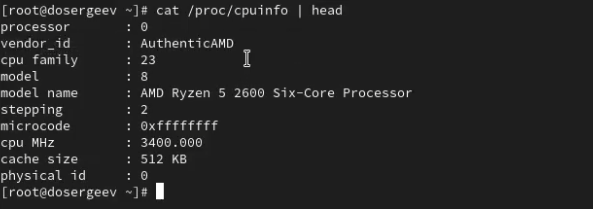 [root@dosergeev ~]# cat /proc/cpuinfo | head
processor : 0
vendor_id : AuthenticAMD
cpu family : 23
model : 8
model name : AMD Ryzen 5 2600 Six-Core Processor
stepping : 2
microcode : 0xffffffff
cpu MHz : 3400.000
cache size : 512 KB
physical id : 0
[root@dosergeev ~]#